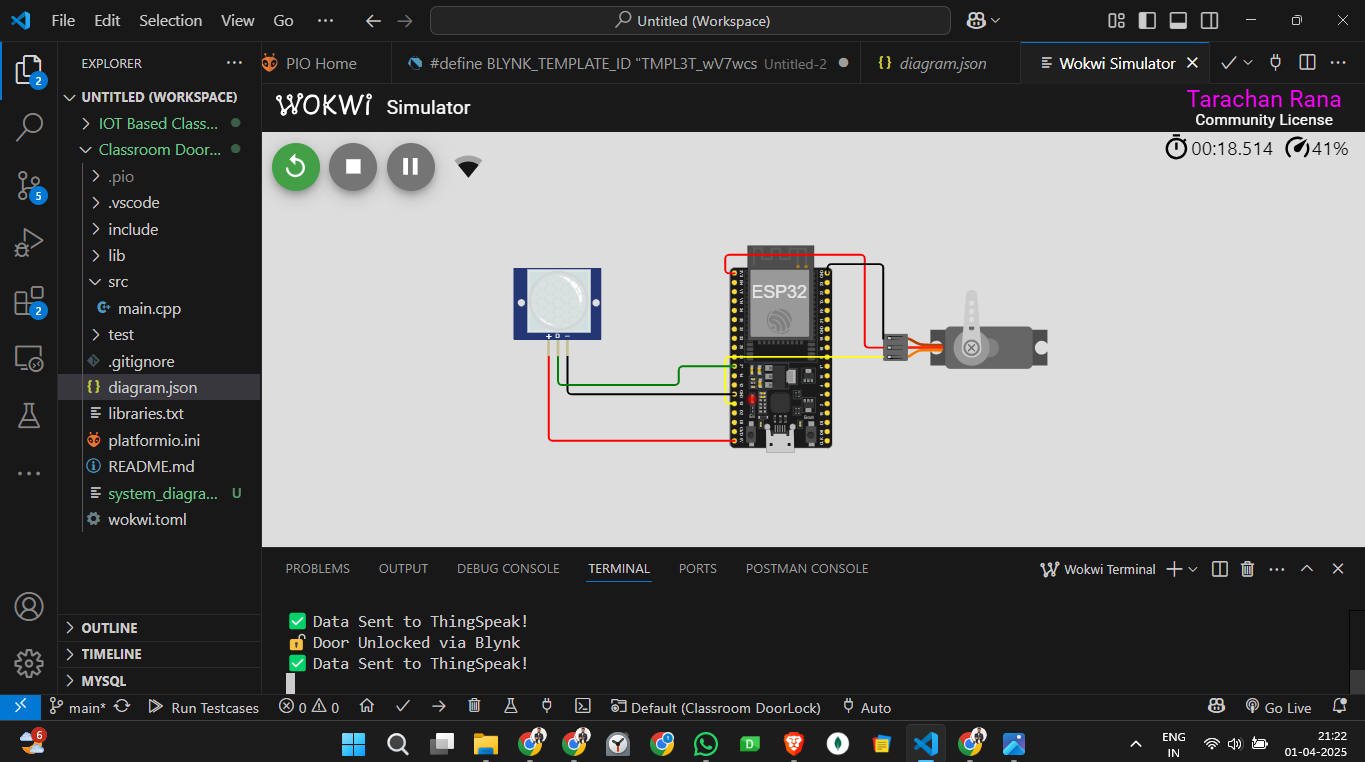 File Edit Selection View Go ··· Untitled (Workspace)
EXPLORER ···
PIO Home
#define BLYNK_TEMPLATE_ID "TMPL3T_wV7wcs Untitled-2
{} diagram.json
Wokwi Simulator
2
5
2
UNTITLED (WORKSPACE)
IOT Based Class...
Classroom Door...
.pio
.vscode
include
lib
src
main.cpp
test
.gitignore
{} diagram.json
libraries.txt
platformio.ini
README.md
system_diagra... U
wokwi.toml
OUTLINE
TIMELINE
MYSQL
WOKWI Simulator
Tarachan Rana
Community License
00:18.514 41%
ESP32
+ D −
PROBLEMS OUTPUT DEBUG CONSOLE TERMINAL PORTS POSTMAN CONSOLE
Wokwi Terminal
✅ Data Sent to ThingSpeak!
🔓 Door Unlocked via Blynk
✅ Data Sent to ThingSpeak!
main* Run Testcases 0 0 Default (Classroom DoorLock) Auto Go Live
6
ENG
IN
21:22
01-04-2025